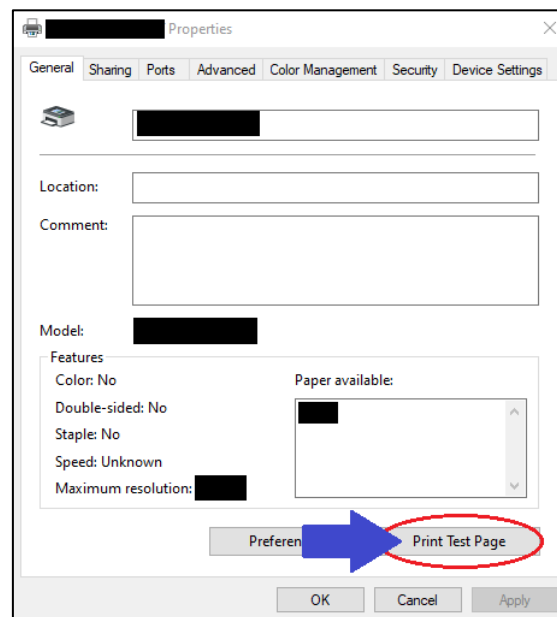 Properties
General Sharing Ports Advanced Color Management Security Device Settings
Location:
Comment:
Model:
Features
Color: No
Double-sided: No
Staple: No
Speed: Unknown
Maximum resolution:
Paper available:
Print Test Page
OK Cancel Apply